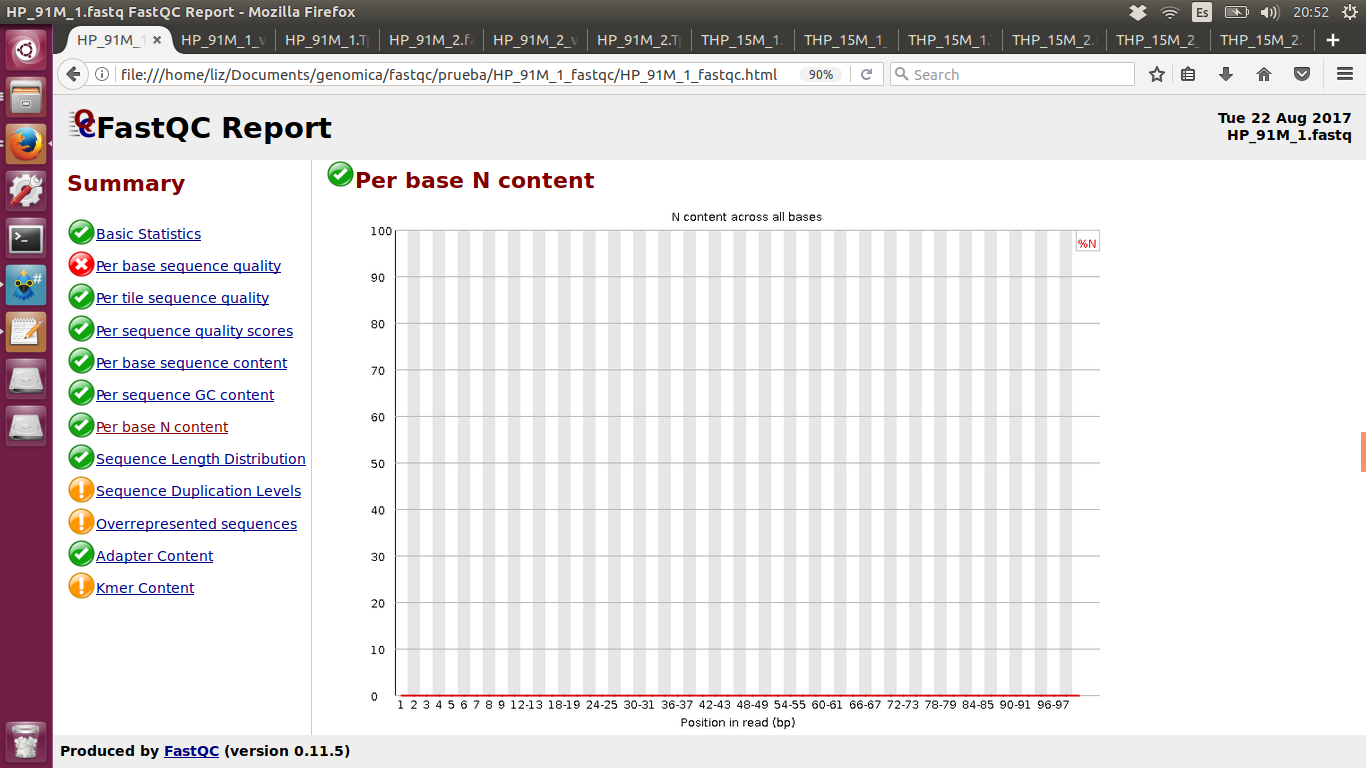 HP_91M_1.fastq FastQC Report - Mozilla Firefox
Es
20:52
HP_91M_1
HP_91M_1_v
HP_91M_1.T
HP_91M_2.f
HP_91M_2_v
HP_91M_2.T
THP_15M_1.
THP_15M_1_
THP_15M_1.
THP_15M_2.
THP_15M_2_
THP_15M_2.
file:///home/liz/Documents/genomica/fastqc/prueba/HP_91M_1_fastqc/HP_91M_1_fastqc.html
90%
Search
FastQC Report
Tue 22 Aug 2017
HP_91M_1.fastq
Summary
Basic Statistics
Per base sequence quality
Per tile sequence quality
Per sequence quality scores
Per base sequence content
Per sequence GC content
Per base N content
Sequence Length Distribution
Sequence Duplication Levels
Overrepresented sequences
Adapter Content
Kmer Content
Per base N content
N content across all bases
%N
100
90
80
70
60
50
40
30
20
10
0
1 2 3 4 5 6 7 8 9 12-13 18-19 24-25 30-31 36-37 42-43 48-49 54-55 60-61 66-67 72-73 78-79 84-85 90-91 96-97
Position in read (bp)
Produced by FastQC (version 0.11.5)